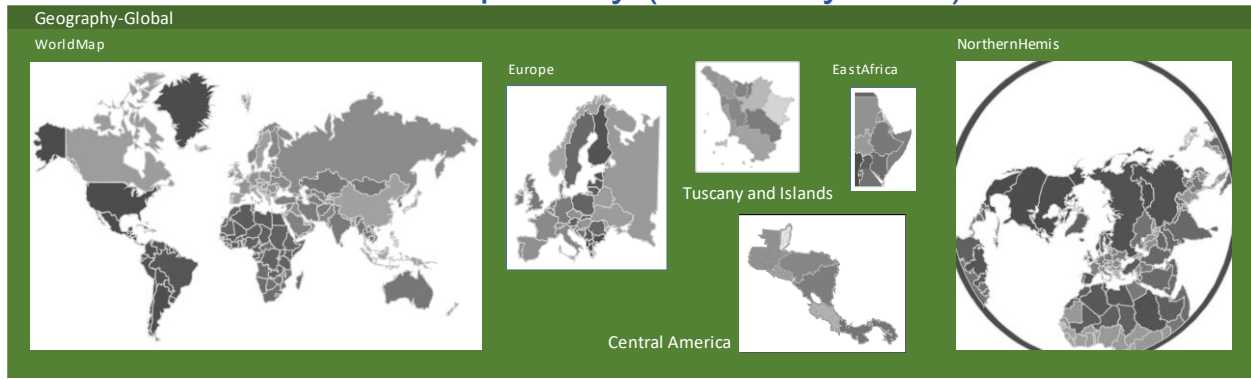 Geography-Global
WorldMap
Europe
EastAfrica
NorthernHemis
Tuscany and Islands
Central America